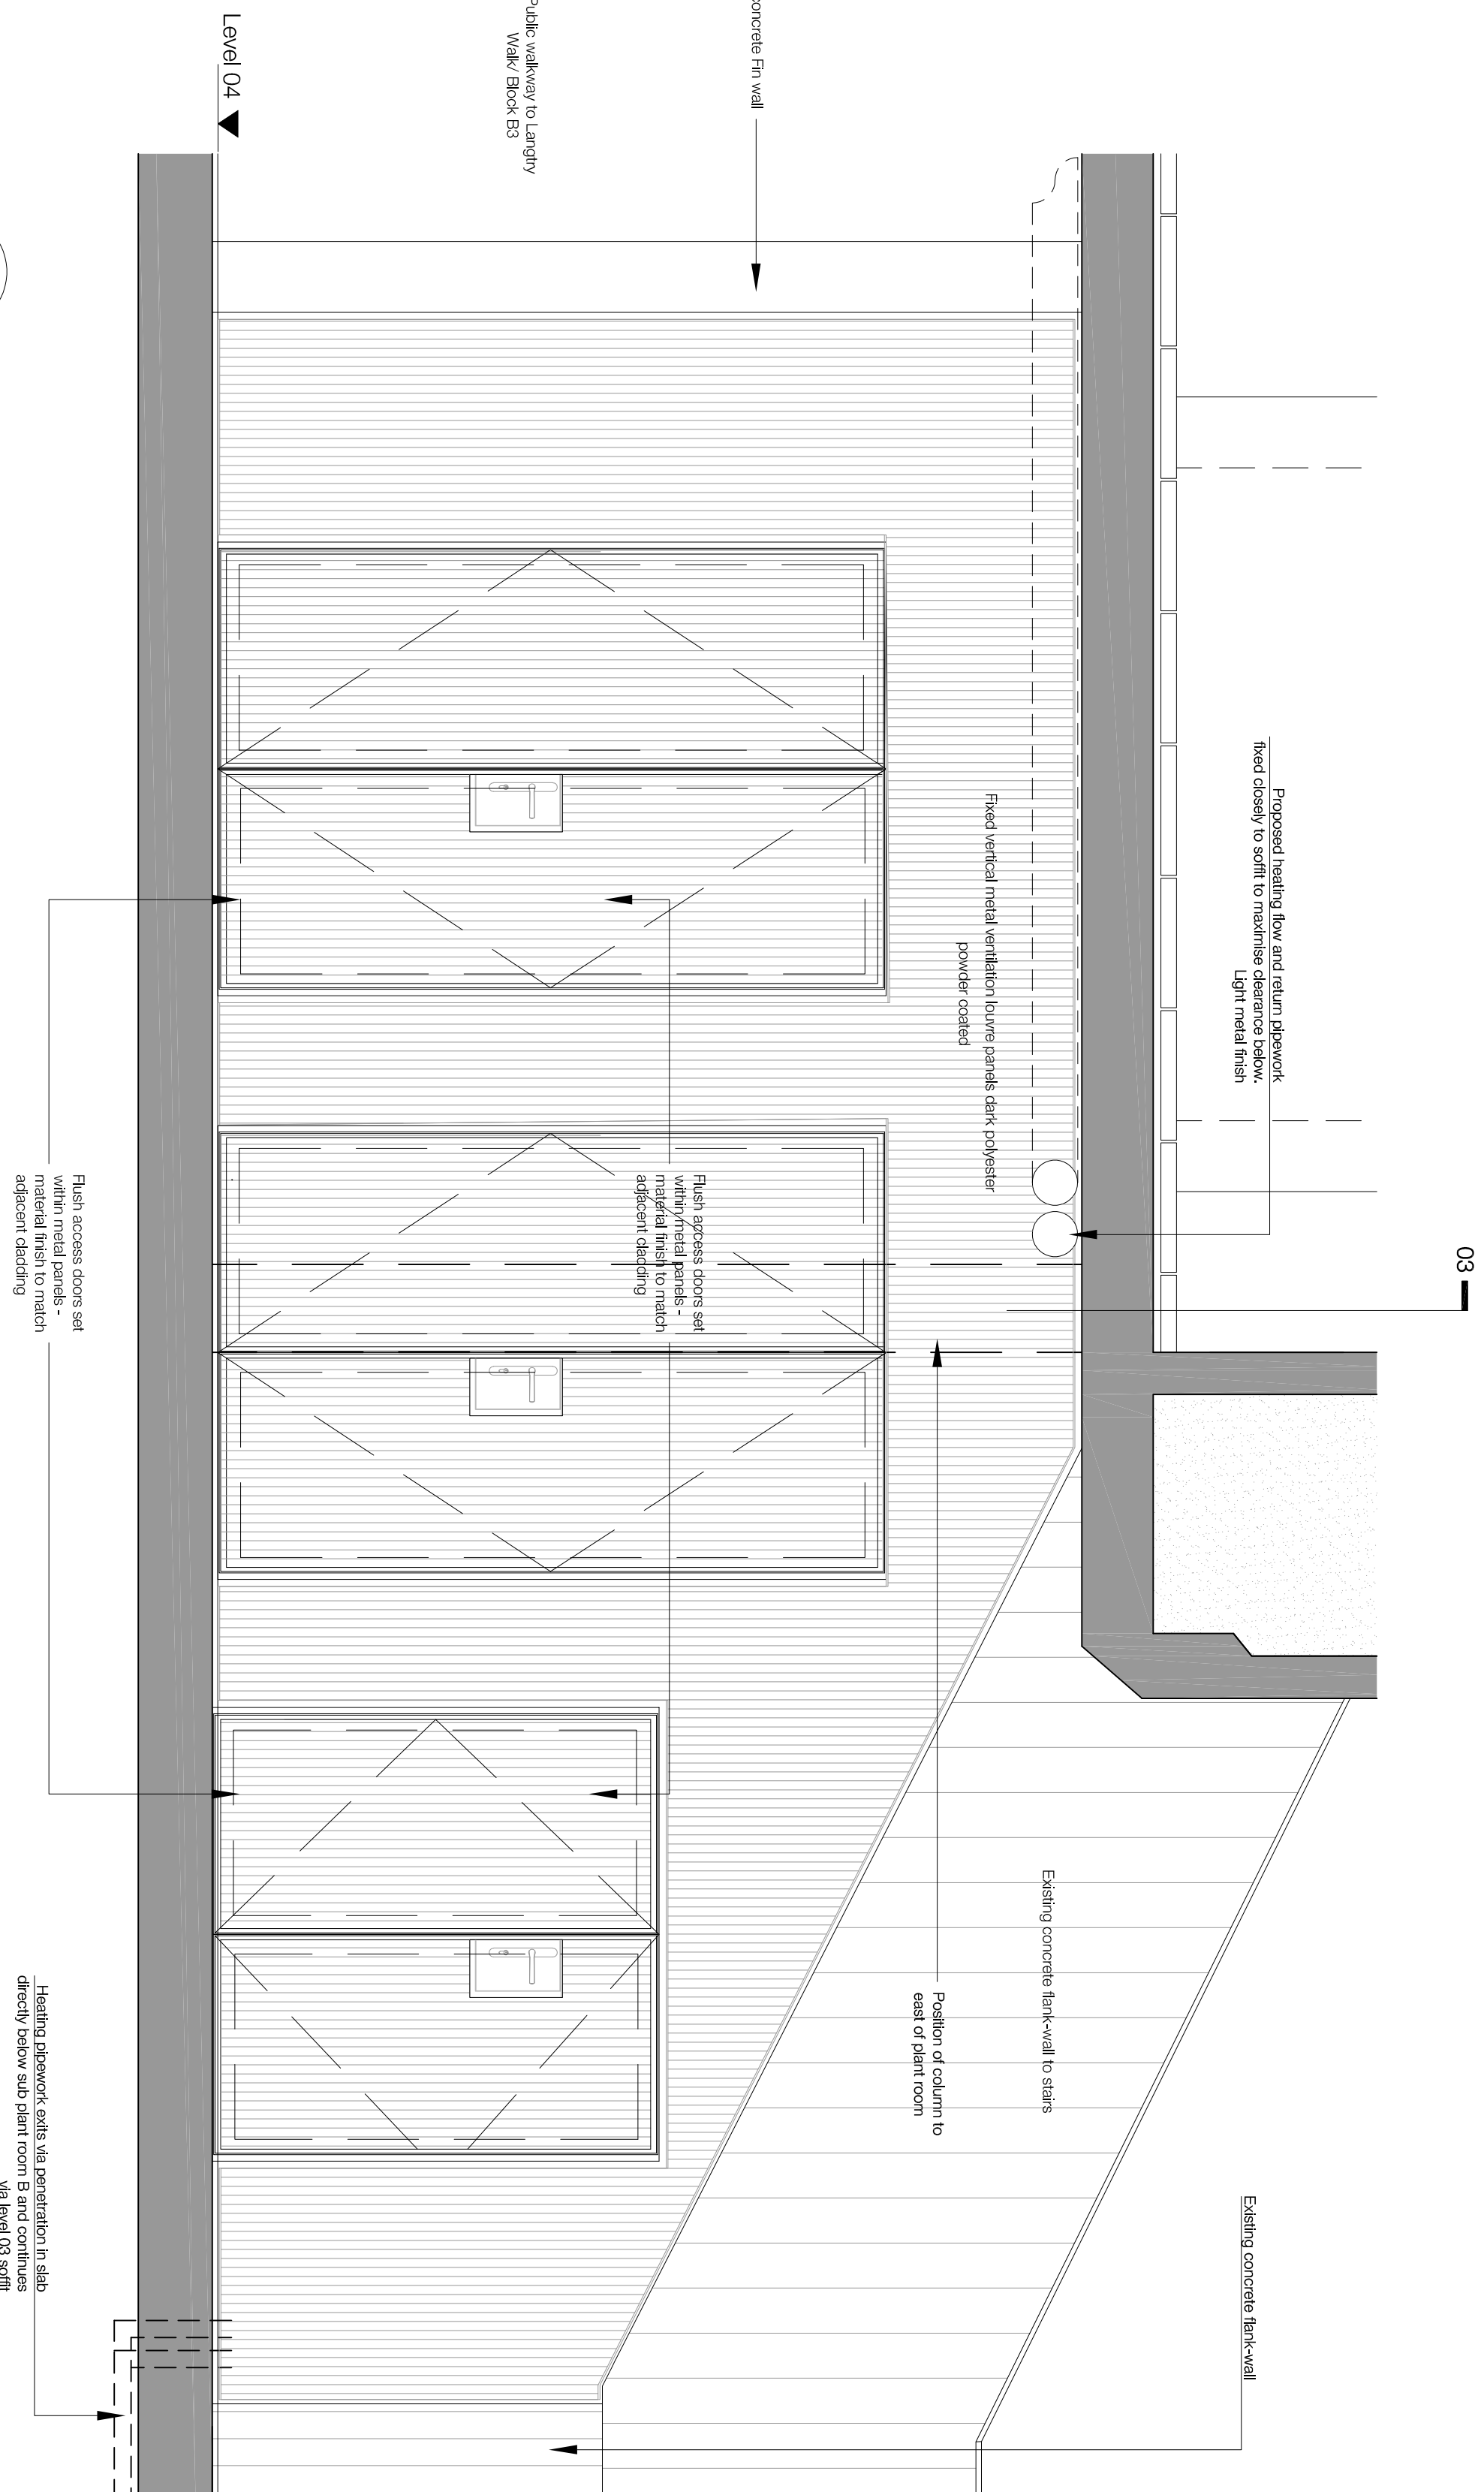 03
Proposed heating flow and return pipework
fixed closely to soffit to maximise clearance below.
Light metal finish
Existing concrete flank-wall
Existing concrete flank-wall to stairs
Fixed vertical metal ventilation louvre panels dark polyester
powder coated
Position of column to
east of plant room
concrete Fin wall
Flush access doors set
within metal panels -
material finish to match
adjacent cladding
Public walkway to Langtry
Walk/ Block B3
Level 04
Flush access doors set
within metal panels -
material finish to match
adjacent cladding
Heating pipework exits via penetration in slab
directly below sub plant room B and continues
via level 03 soffit